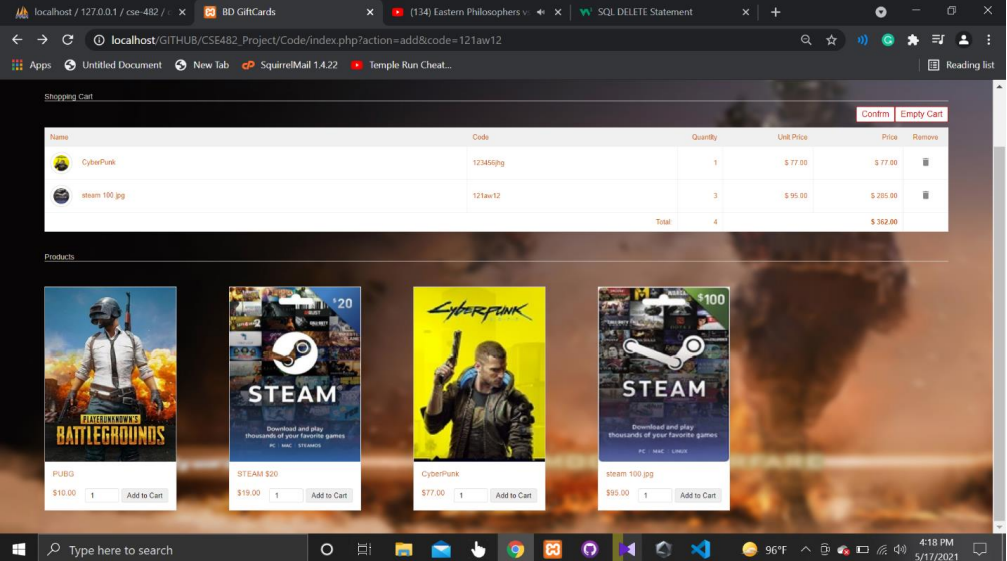 localhost / 127.0.0.1 / cse-482 / c
BD GiftCards
(134) Eastern Philosophers v
SQL DELETE Statement
localhost/GITHUB/CSE482_Project/Code/index.php?action=add&code=121aw12
Apps
Untitled Document
New Tab
SquirrelMail 1.4.22
Temple Run Cheat...
Reading list
Shopping Cart
Confirm
Empty Cart
Name Code Quantity Unit Price Price Remove
CyberPunk 123456jhg 1 $ 77.00 $ 77.00
steam 100.jpg 121aw12 3 $ 95.00 $ 285.00
Total: 4 $ 362.00
Products
PLAYERUNKNOWN'S
BATTLEGROUNDS
$20
STEAM
Download and play
thousands of your favorite games
PC | MAC | STEAMOS
CYBERPUNK
$100
STEAM
Download and play
thousands of your favorite games
PC | MAC | LINUX
PUBG
$10.00 1 Add to Cart
STEAM $20
$19.00 1 Add to Cart
CyberPunk
$77.00 1 Add to Cart
steam 100.jpg
$95.00 1 Add to Cart
Type here to search
96°F
4:18 PM
5/17/2021